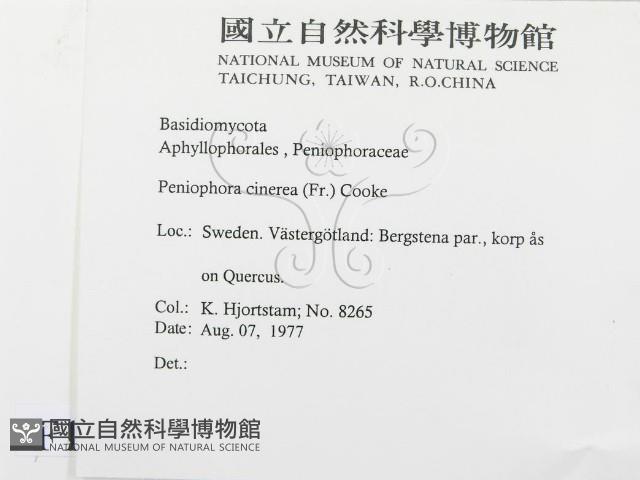 國立自然科學博物館
NATIONAL MUSEUM OF NATURAL SCIENCE
TAICHUNG, TAIWAN, R.O.CHINA
Basidiomycota
Aphyllophorales , Peniophoraceae
Peniophora cinerea (Fr.) Cooke
Loc.: Sweden. Västergötland: Bergstena par., korp ås
on Quercus.
Col.: K. Hjortstam; No. 8265
Date: Aug. 07, 1977
Det.:
國立自然科學博物館
NATIONAL MUSEUM OF NATURAL SCIENCE